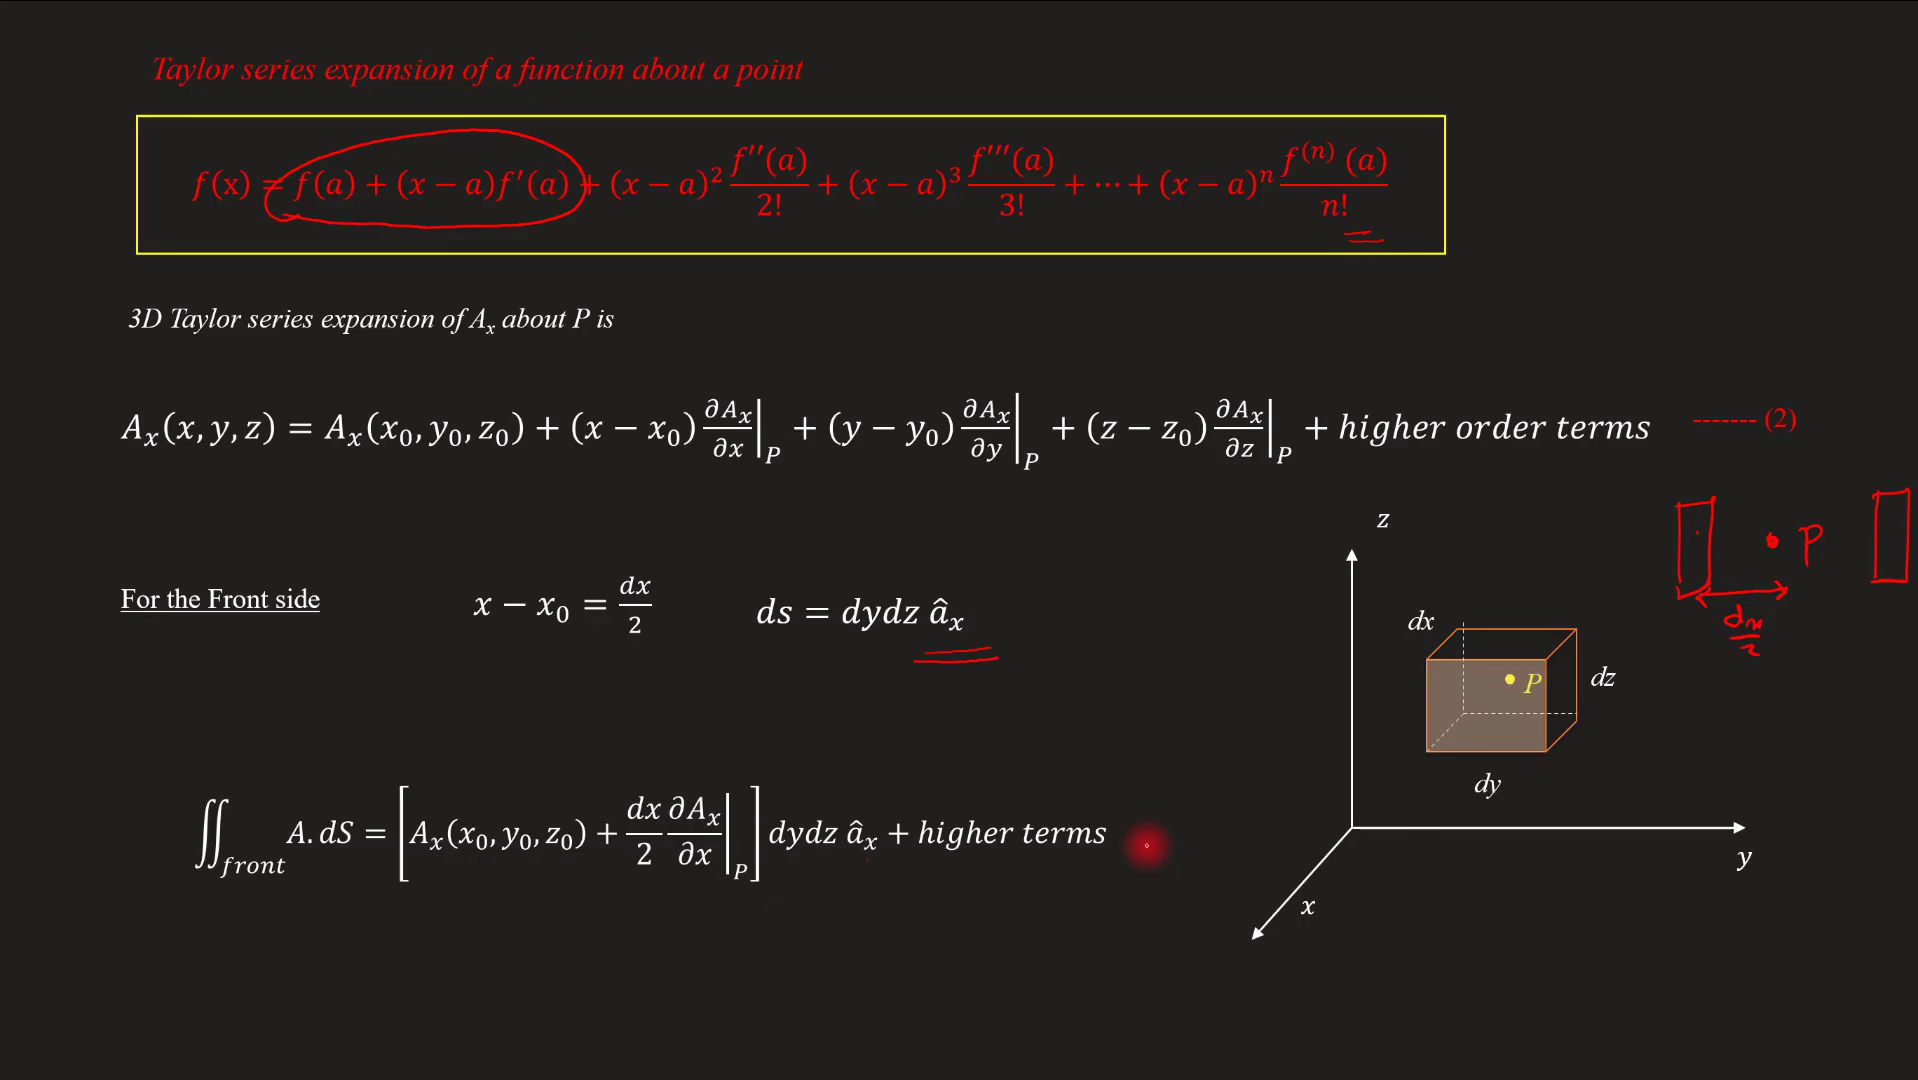 Taylor series expansion of a function about a point
f(x) = f(a) + (x − a)f′(a) + (x − a)² f′′(a)/2! + (x − a)³ f′′′(a)/3! + ⋯ + (x − a)ⁿ f⁽ⁿ⁾(a)/n!
3D Taylor series expansion of Aₓ about P is
Aₓ(x, y, z) = Aₓ(x₀, y₀, z₀) + (x − x₀) ∂Aₓ/∂x|P + (y − y₀) ∂Aₓ/∂y|P + (z − z₀) ∂Aₓ/∂z|P + higher order terms ------- (2)
z
P
For the Front side x − x₀ = dx/2 ds = dydz âₓ
dx
dx/2
P
dz
dy
∬front A. dS = [Aₓ(x₀, y₀, z₀) + dx/2 ∂Aₓ/∂x|P] dydz âₓ + higher terms
y
x